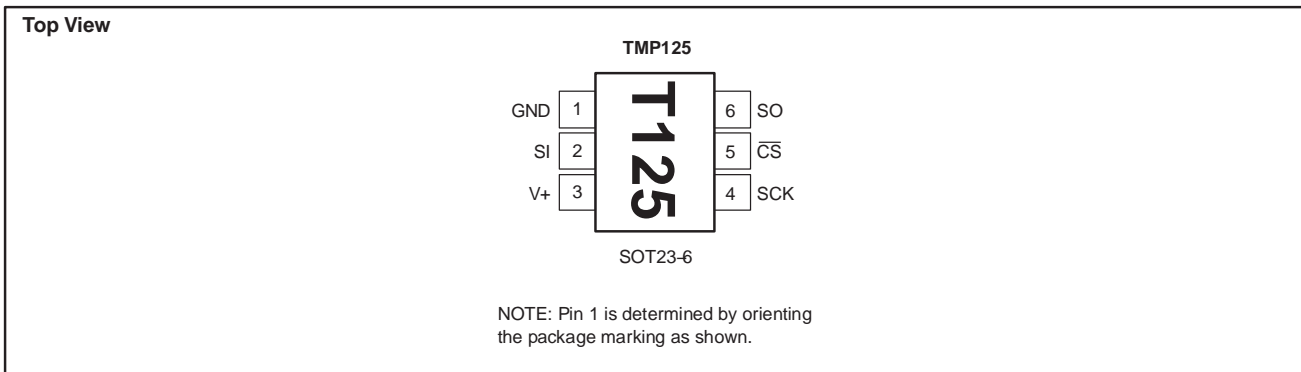 Top View
TMP125
GND 1 6 SO
SI 2 5 C̅S̅
V+ 3 4 SCK
T125
SOT23-6
NOTE: Pin 1 is determined by orienting
the package marking as shown.